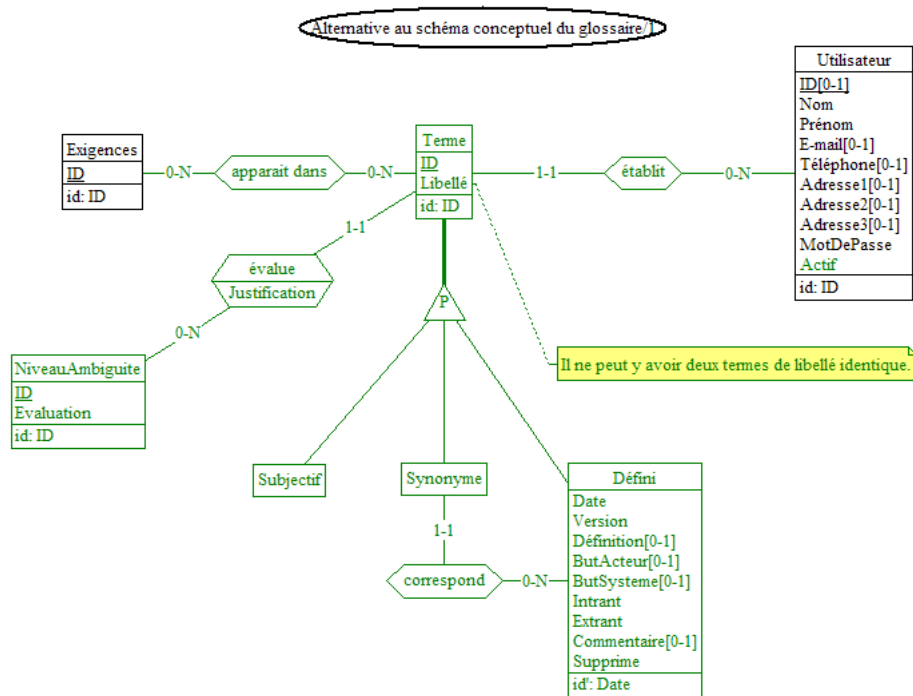 Alternative au schéma conceptuel du glossaire/1
Utilisateur
ID[0-1]
Nom
Prénom
E-mail[0-1]
Téléphone[0-1]
Adresse1[0-1]
Adresse2[0-1]
Adresse3[0-1]
MotDePasse
Actif
id: ID
Exigences
ID
id: ID
0-N
apparait dans
0-N
Terme
ID
Libellé
id: ID
1-1
établit
0-N
1-1
évalue
Justification
0-N
P
Il ne peut y avoir deux termes de libellé identique.
NiveauAmbiguite
ID
Evaluation
id: ID
Subjectif
Synonyme
1-1
correspond
0-N
Défini
Date
Version
Définition[0-1]
ButActeur[0-1]
ButSysteme[0-1]
Intrant
Extrant
Commentaire[0-1]
Supprime
id': Date